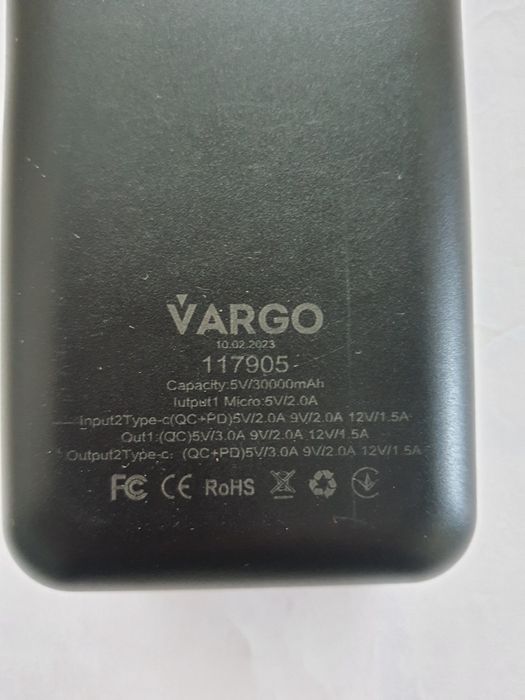 VARGO
10.02.2023
117905
Capacity:5V/30000mAh
Iutput1 Micro:5V/2.0A
Input2Type-c(QC+PD)5V/2.0A 9V/2.0A 12V/1.5A
Out1:(QC)5V/3.0A 9V/2.0A 12V/1.5A
Output2Type-c: (QC+PD)5V/3.0A 9V/2.0A 12V/1.5A
FC CE RoHS